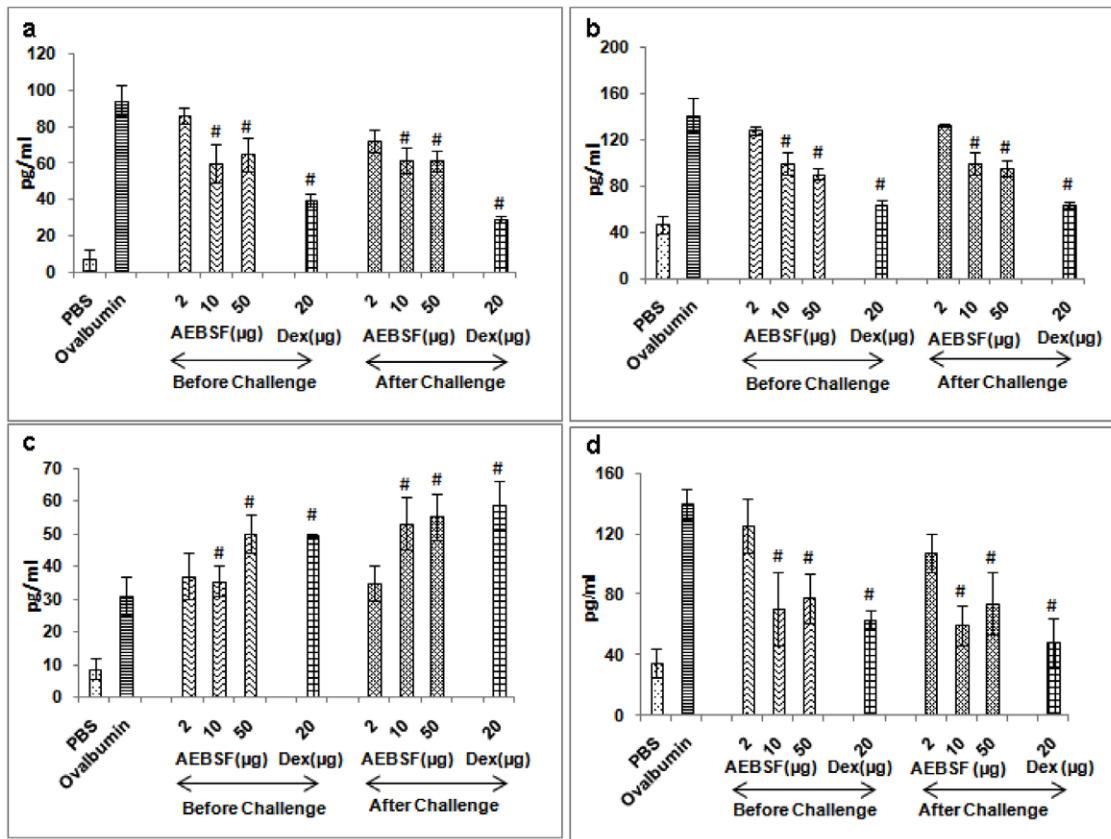 a
120
100
80
60
40
20
0
pg/ml
# # # # # #
PBS
Ovalbumin
2 10 50 20 2 10 50 20
AEBSF(µg) Dex(µg) AEBSF(µg) Dex(µg)
Before Challenge After Challenge
b
200
160
120
80
40
0
pg/ml
# # # # # #
PBS
Ovalbumin
2 10 50 20 2 10 50 20
AEBSF(µg) Dex(µg) AEBSF(µg) Dex(µg)
Before Challenge After Challenge
c
70
60
50
40
30
20
10
0
pg/ml
# # # # # #
PBS
Ovalbumin
2 10 50 20 2 10 50 20
AEBSF(µg) Dex(µg) AEBSF(µg) Dex(µg)
Before Challenge After Challenge
d
160
120
80
40
0
pg/ml
# # # # # #
PBS
Ovalbumin
2 10 50 20 2 10 50 20
AEBSF(µg) Dex(µg) AEBSF(µg) Dex (µg)
Before Challenge After Challenge